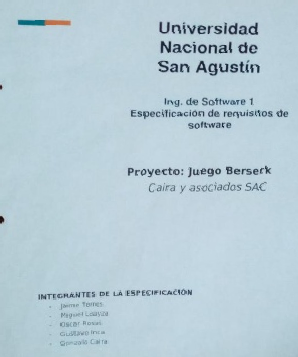 Universidad
Nacional de
San Agustín
Ing. de Software 1
Especificación de requisitos de
software
Proyecto: Juego Berserk
Caira y asociados SAC
INTEGRANTES DE LA ESPECIFICACIÓN
- Jaime Torres
- Miguel
- Oscar Rosas
- Gustavo Inca
- Gonzalo Caira